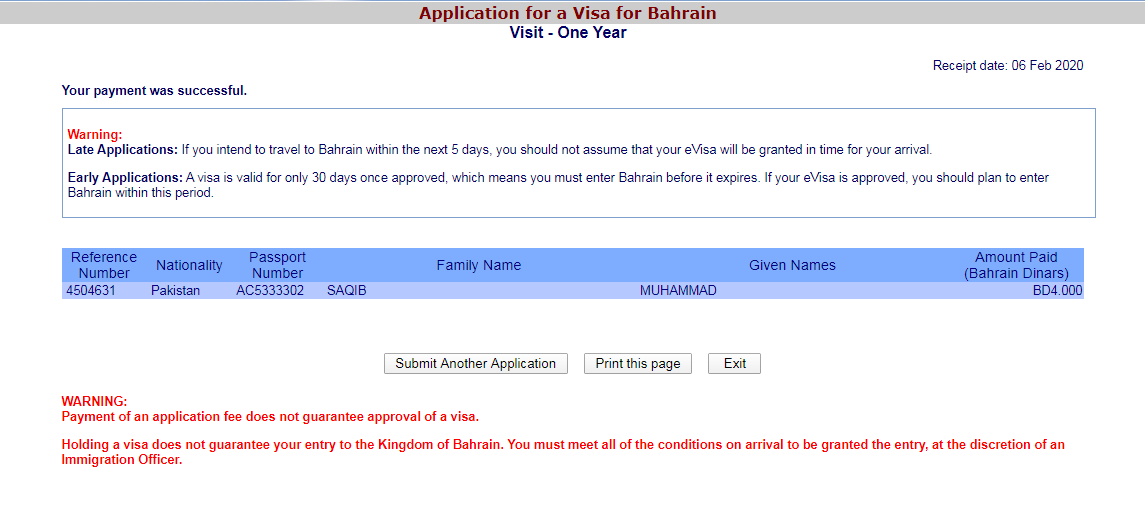 Application for a Visa for Bahrain
Visit - One Year
Receipt date: 06 Feb 2020
Your payment was successful.
Warning:
Late Applications: If you intend to travel to Bahrain within the next 5 days, you should not assume that your eVisa will be granted in time for your arrival.
Early Applications: A visa is valid for only 30 days once approved, which means you must enter Bahrain before it expires. If your eVisa is approved, you should plan to enter
Bahrain within this period.
Reference Number Nationality Passport Number Family Name Given Names Amount Paid (Bahrain Dinars)
4504631 Pakistan AC5333302 SAQIB MUHAMMAD BD4.000
Submit Another Application Print this page Exit
WARNING:
Payment of an application fee does not guarantee approval of a visa.
Holding a visa does not guarantee your entry to the Kingdom of Bahrain. You must meet all of the conditions on arrival to be granted the entry, at the discretion of an
Immigration Officer.